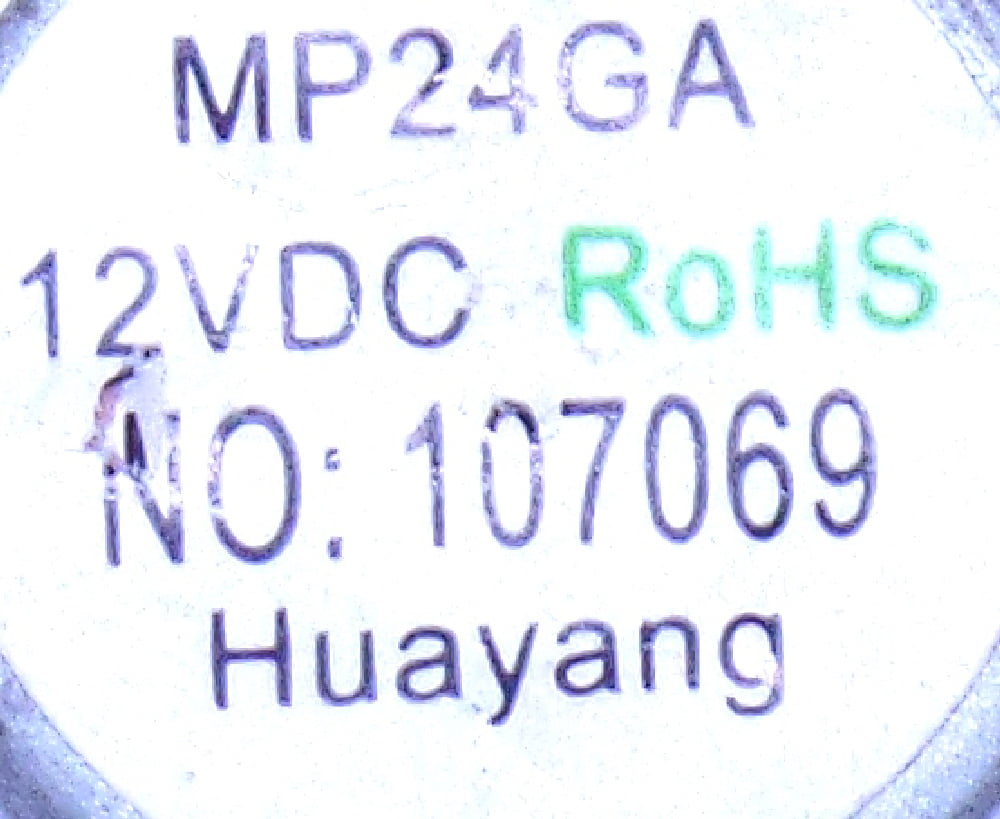 MP24GA
12VDC RoHS
NO: 107069
Huayang